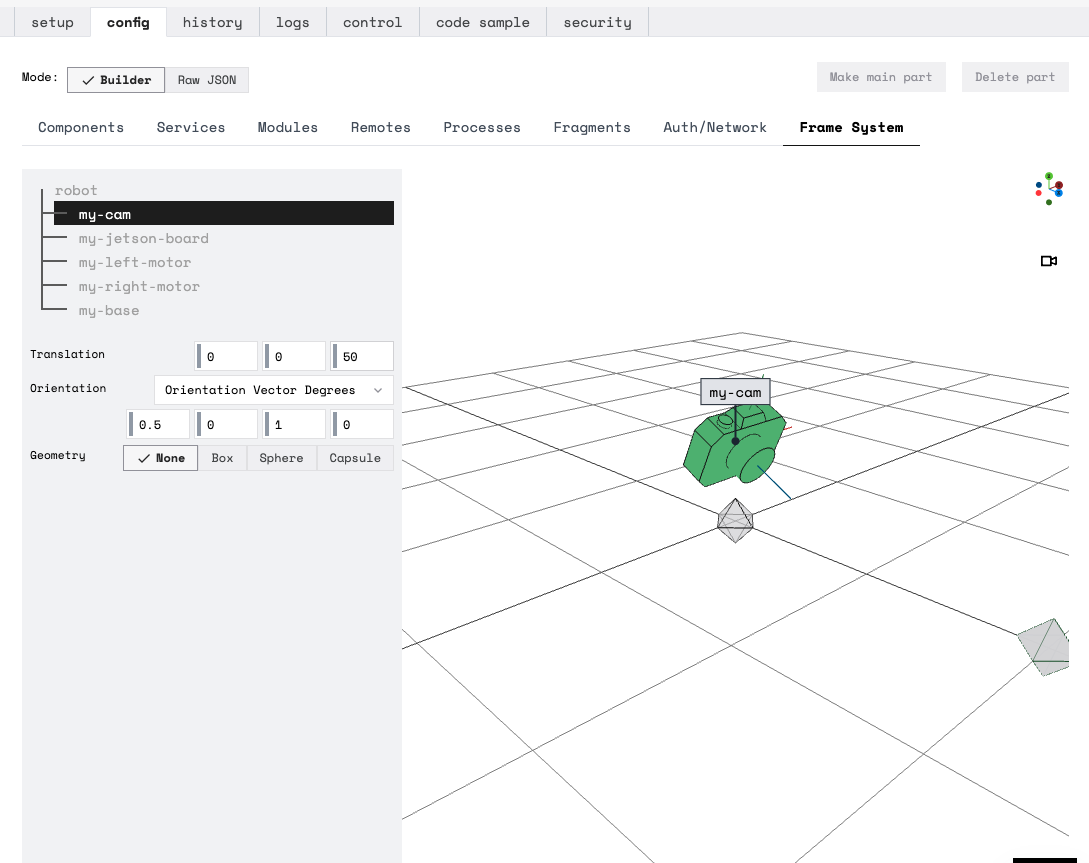 setup config history logs control code sample security
Mode: Builder Raw JSON Make main part Delete part
Components Services Modules Remotes Processes Fragments Auth/Network Frame System
robot
my-cam
my-jetson-board
my-left-motor
my-right-motor
my-base
Translation 0 0 50
Orientation Orientation Vector Degrees
0.5 0 1 0
Geometry None Box Sphere Capsule
my-cam